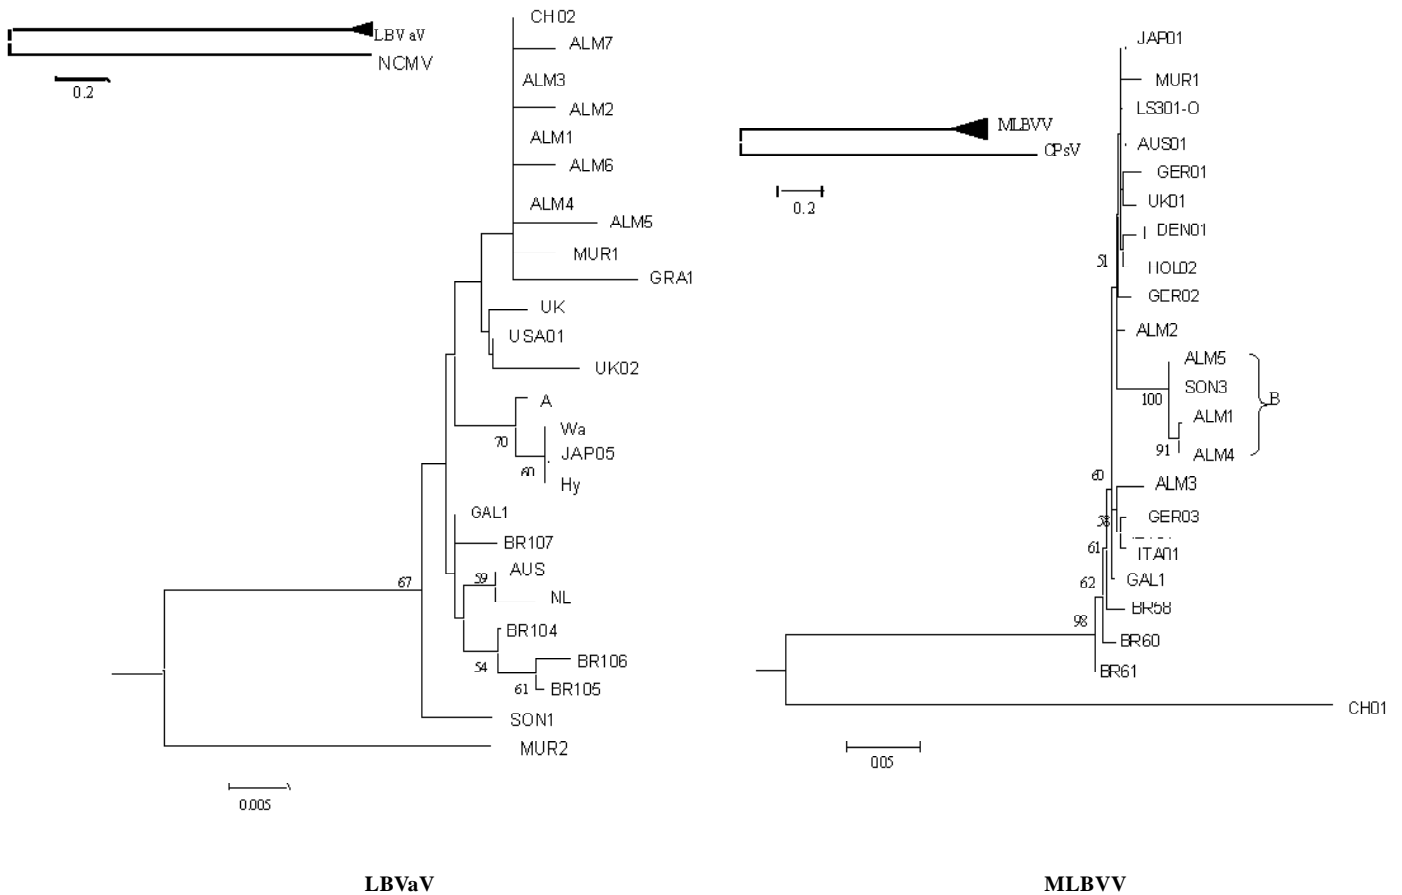 LBVaV
NCMV
0.2
CH02
ALM7
ALM3
ALM2
ALM1
ALM6
ALM4
ALM5
MUR1
GRA1
UK
USA01
UK02
A
70
Wa
JAP05
60
Hy
GAL1
BR107
AUS
59
NL
67
BR104
54
BR106
61
BR105
SON1
MUR2
0.005
LBVaV
MLBVV
CPsV
0.2
JAP01
MUR1
LS301-O
AUS01
GER01
UK01
DEN01
51
HOL02
GER02
ALM2
ALM5
SON3
100
B
ALM1
91
ALM4
60
ALM3
58
GER03
61
ITA01
62
GAL1
BR58
98
BR60
BR61
CH01
005
MLBVV